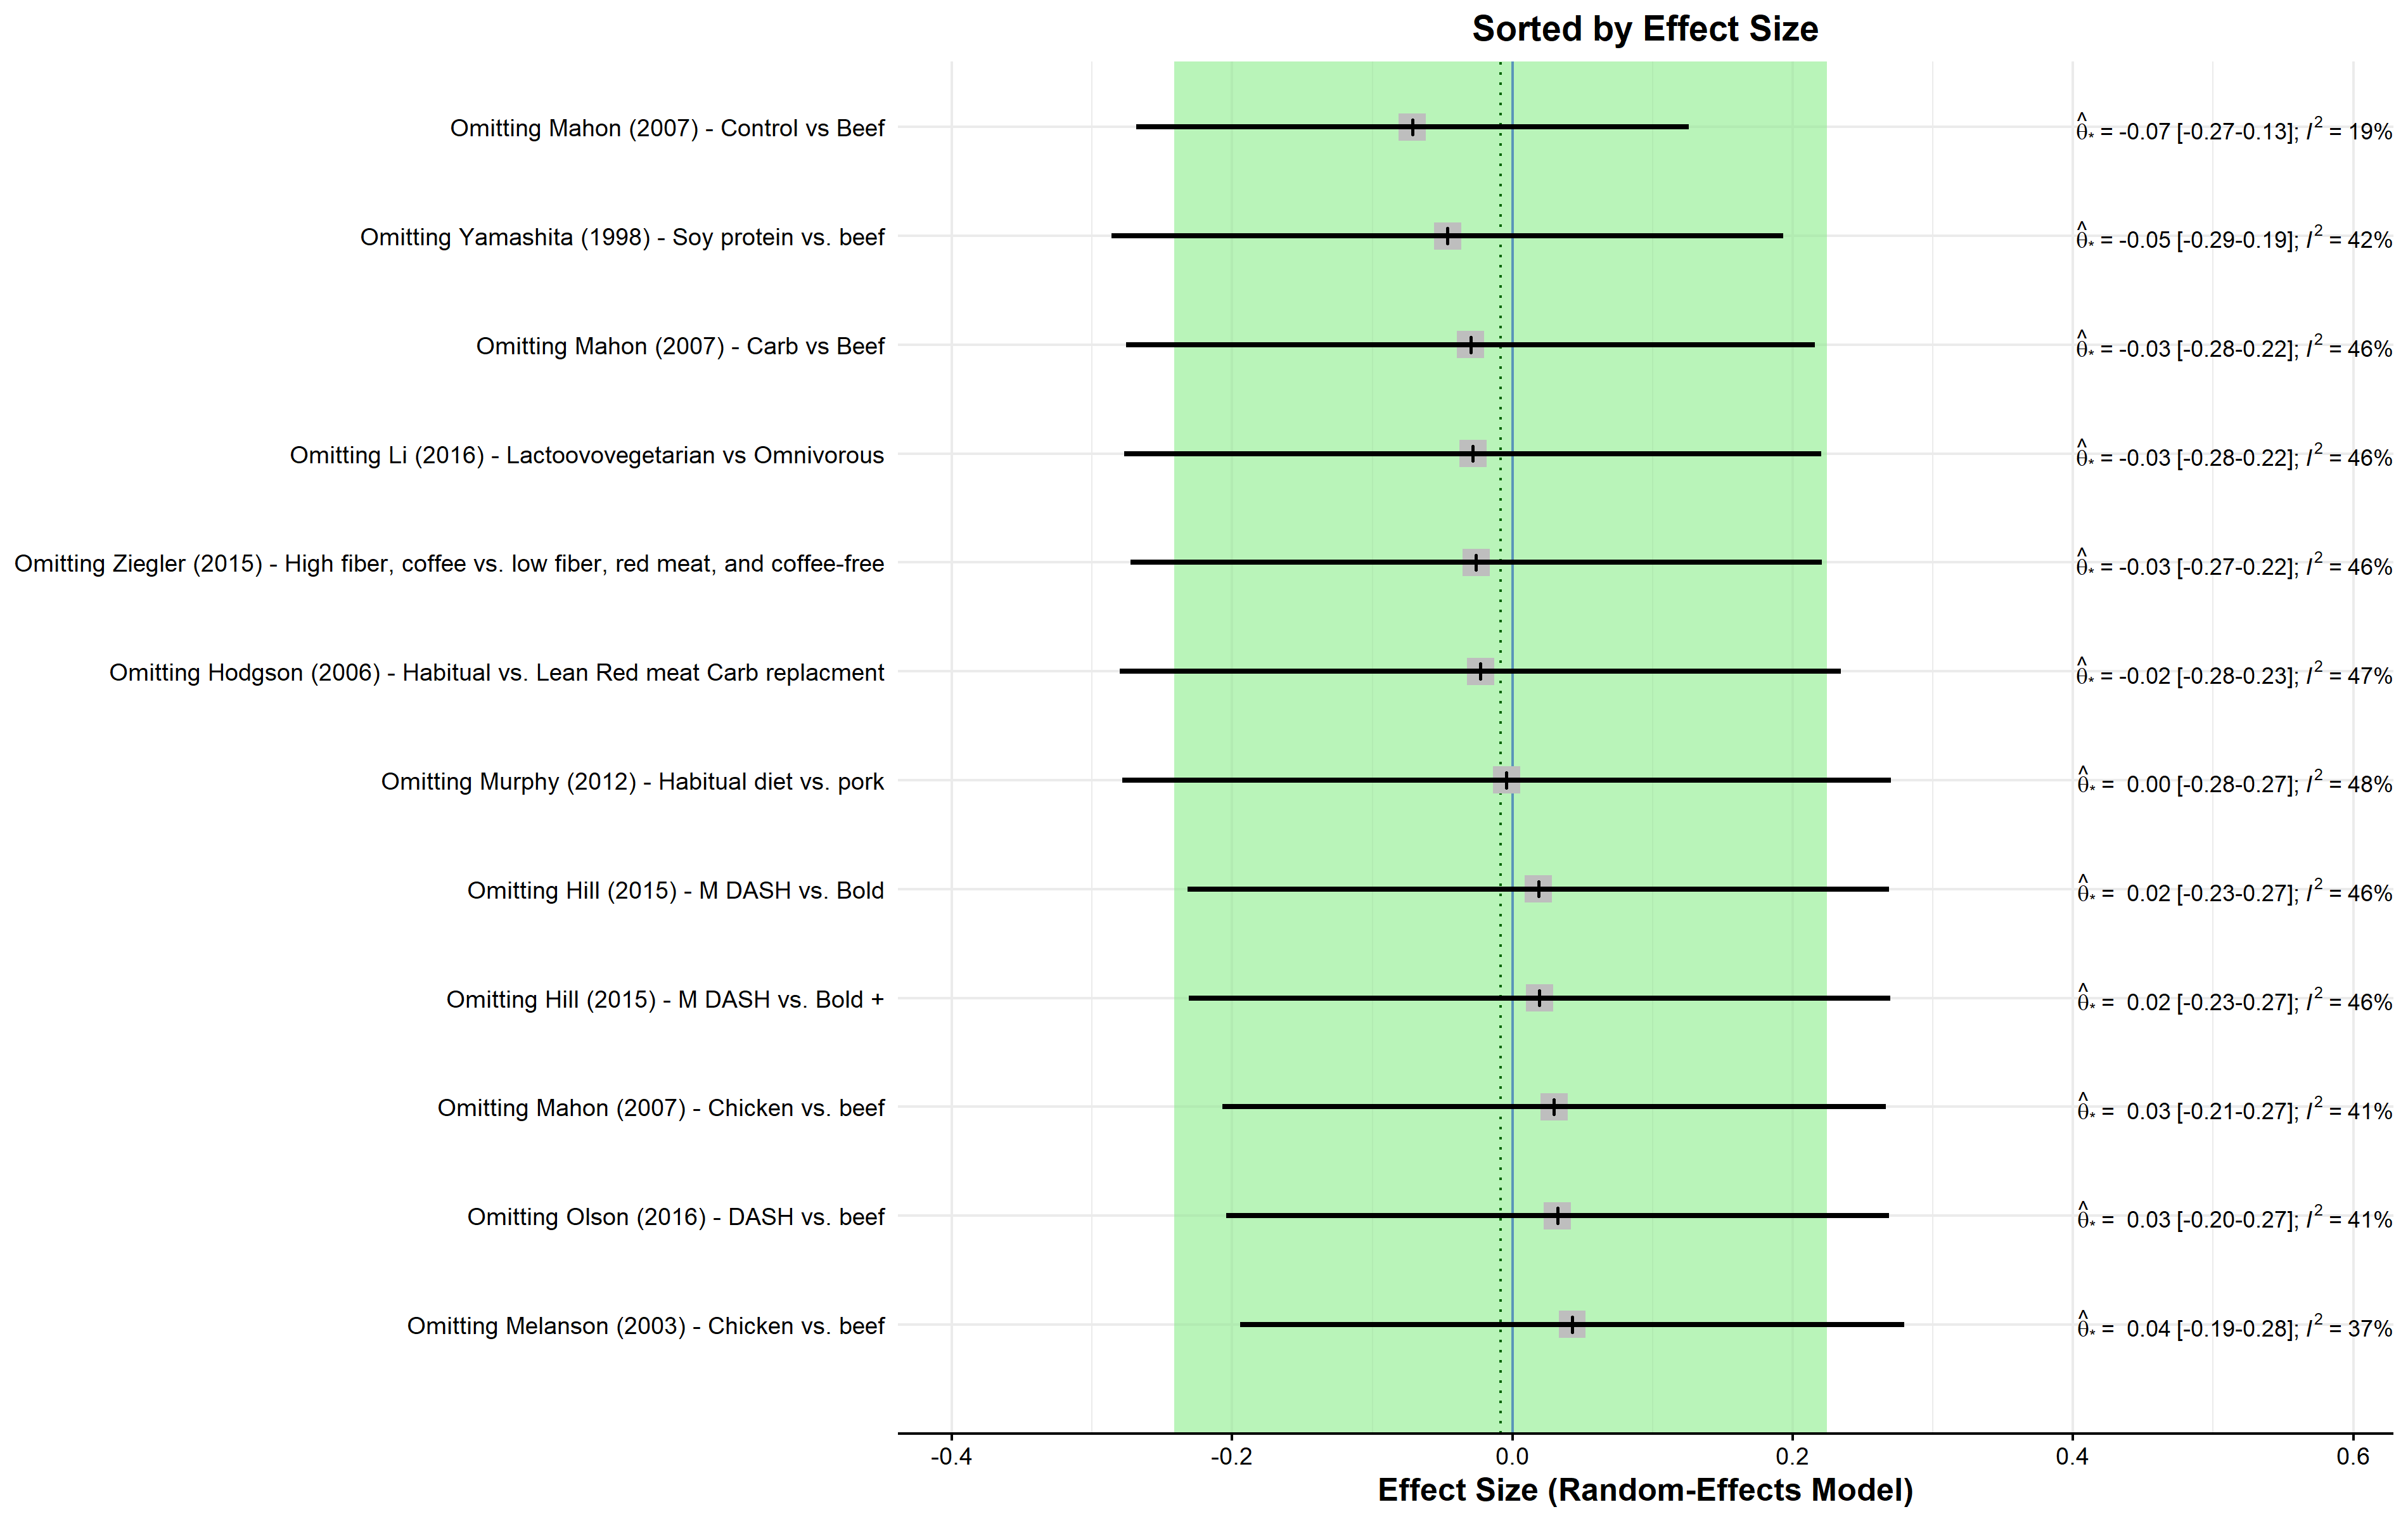 Sorted by Effect Size
Omitting Mahon (2007) - Control vs Beef θ̂* = -0.07 [-0.27-0.13]; I² = 19%
Omitting Yamashita (1998) - Soy protein vs. beef θ̂* = -0.05 [-0.29-0.19]; I² = 42%
Omitting Mahon (2007) - Carb vs Beef θ̂* = -0.03 [-0.28-0.22]; I² = 46%
Omitting Li (2016) - Lactoovovegetarian vs Omnivorous θ̂* = -0.03 [-0.28-0.22]; I² = 46%
Omitting Ziegler (2015) - High fiber, coffee vs. low fiber, red meat, and coffee-free θ̂* = -0.03 [-0.27-0.22]; I² = 46%
Omitting Hodgson (2006) - Habitual vs. Lean Red meat Carb replacment θ̂* = -0.02 [-0.28-0.23]; I² = 47%
Omitting Murphy (2012) - Habitual diet vs. pork θ̂* = 0.00 [-0.28-0.27]; I² = 48%
Omitting Hill (2015) - M DASH vs. Bold θ̂* = 0.02 [-0.23-0.27]; I² = 46%
Omitting Hill (2015) - M DASH vs. Bold + θ̂* = 0.02 [-0.23-0.27]; I² = 46%
Omitting Mahon (2007) - Chicken vs. beef θ̂* = 0.03 [-0.21-0.27]; I² = 41%
Omitting Olson (2016) - DASH vs. beef θ̂* = 0.03 [-0.20-0.27]; I² = 41%
Omitting Melanson (2003) - Chicken vs. beef θ̂* = 0.04 [-0.19-0.28]; I² = 37%
-0.4 -0.2 0.0 0.2 0.4 0.6
Effect Size (Random-Effects Model)